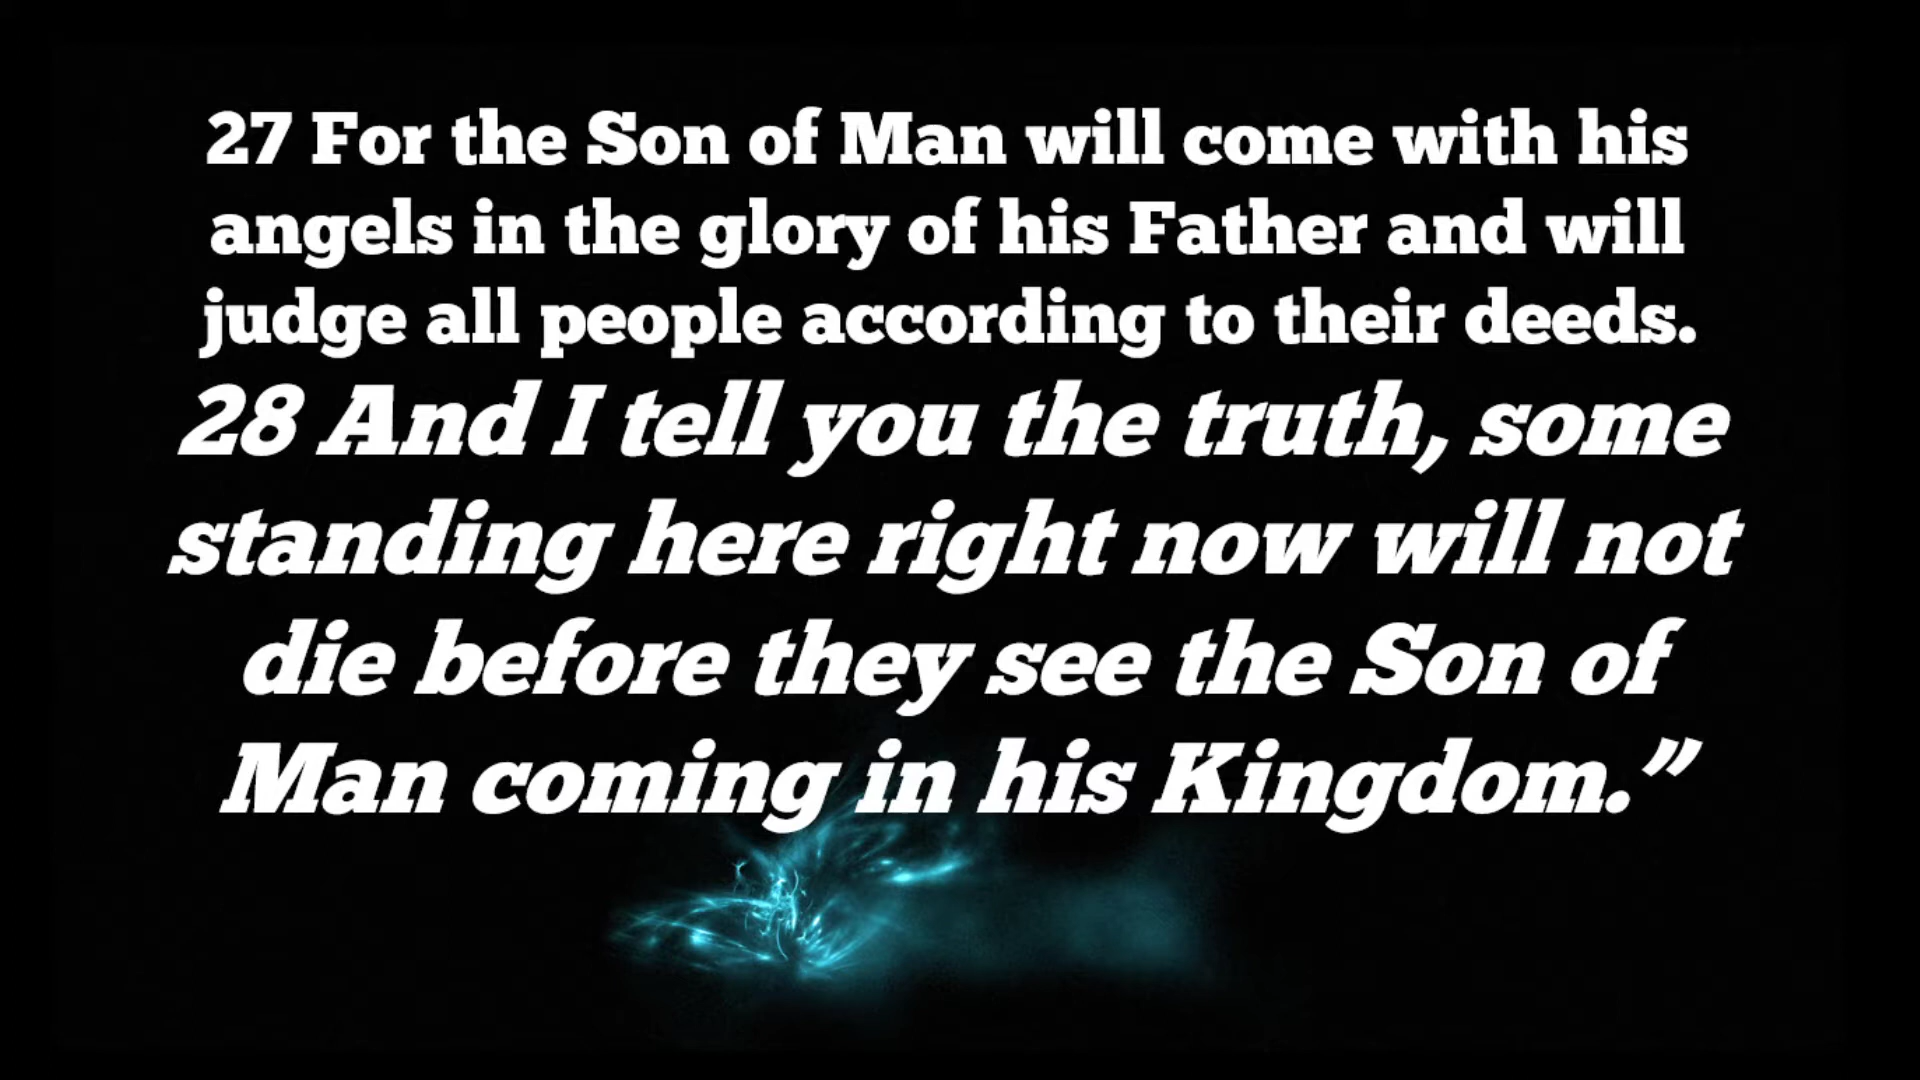 27 For the Son of Man will come with his
angels in the glory of his Father and will
judge all people according to their deeds.
28 And I tell you the truth, some
standing here right now will not
die before they see the Son of
Man coming in his Kingdom.”